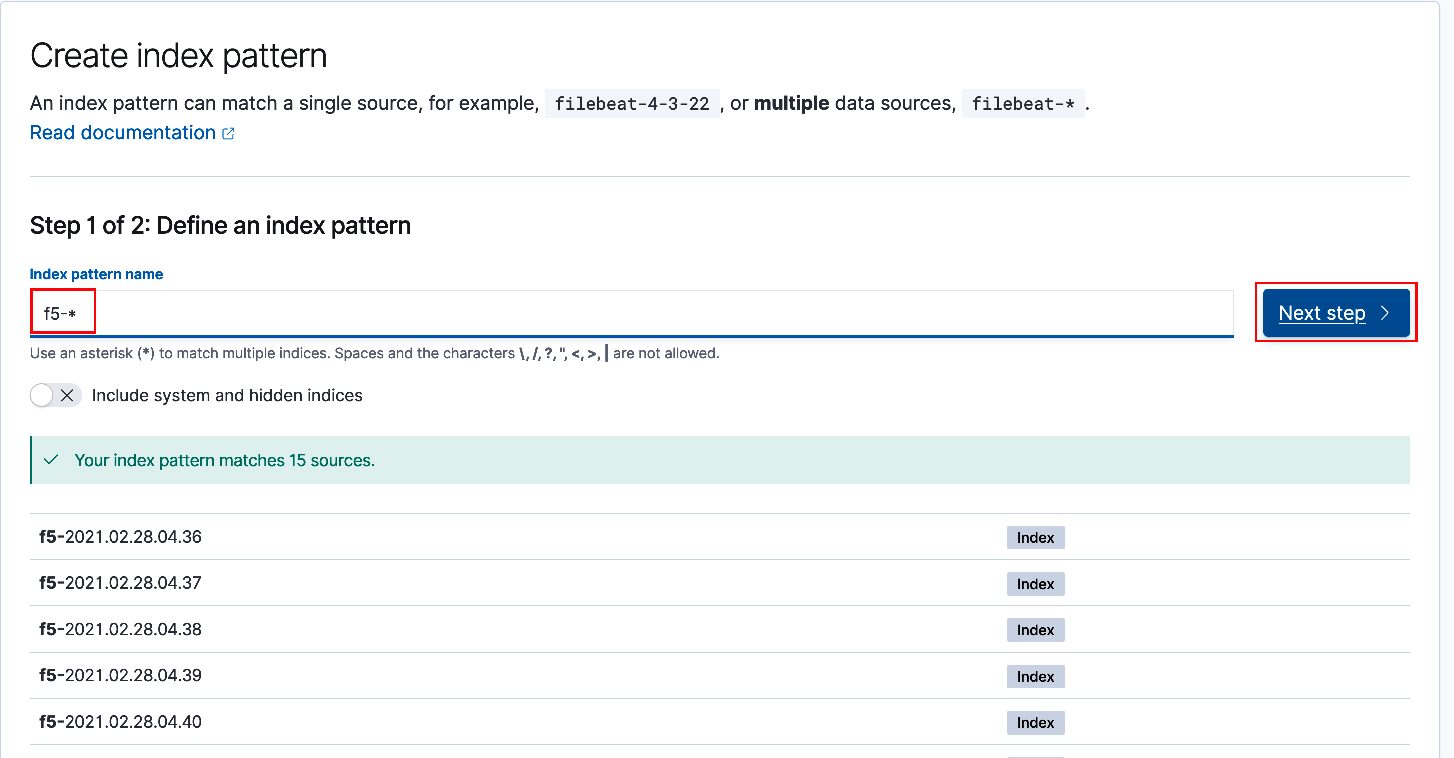 Create index pattern
An index pattern can match a single source, for example, filebeat-4-3-22 , or multiple data sources, filebeat-* .
Read documentation
Step 1 of 2: Define an index pattern
Index pattern name
f5-*
Next step
Use an asterisk (*) to match multiple indices. Spaces and the characters \, /, ?, ", <, >, | are not allowed.
Include system and hidden indices
Your index pattern matches 15 sources.
f5-2021.02.28.04.36 Index
f5-2021.02.28.04.37 Index
f5-2021.02.28.04.38 Index
f5-2021.02.28.04.39 Index
f5-2021.02.28.04.40 Index